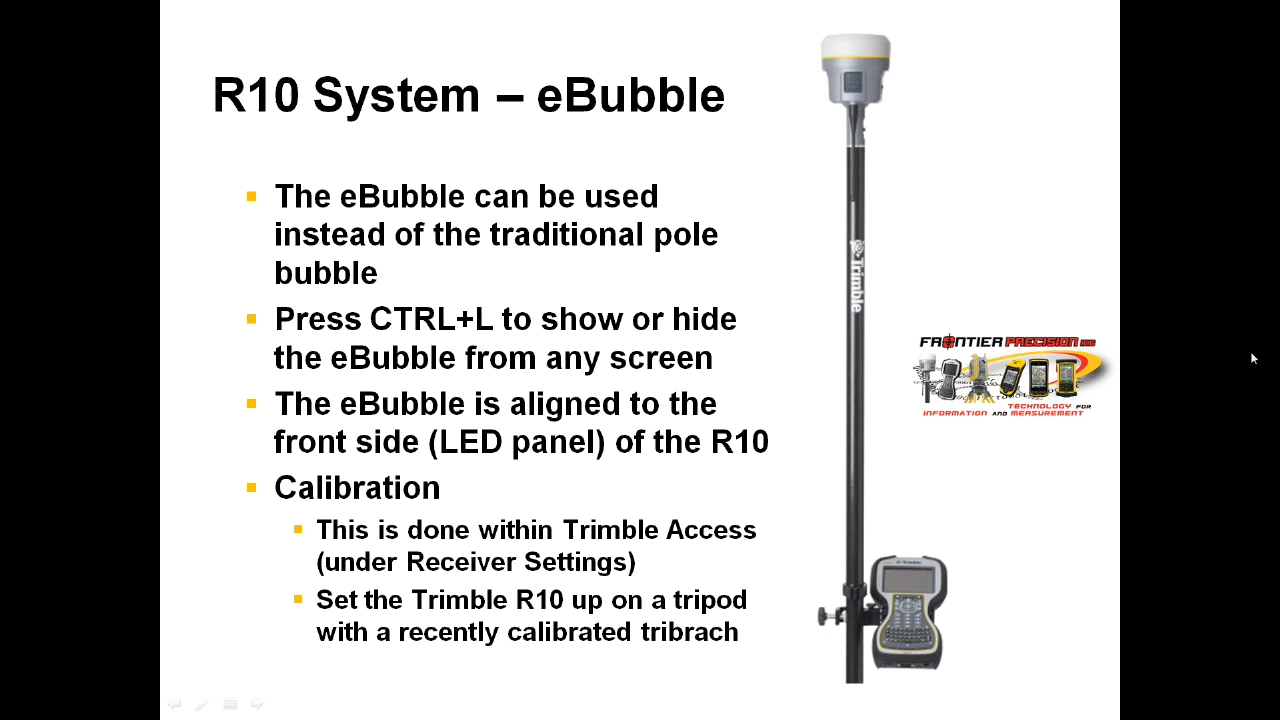 R10 System – eBubble
The eBubble can be used
instead of the traditional pole
bubble
Press CTRL+L to show or hide
the eBubble from any screen
The eBubble is aligned to the
front side (LED panel) of the R10
Calibration
This is done within Trimble Access
(under Receiver Settings)
Set the Trimble R10 up on a tripod
with a recently calibrated tribrach
Trimble
FRONTIER PRECISION INC
TECHNOLOGY FOR
INFORMATION AND MEASUREMENT
Trimble